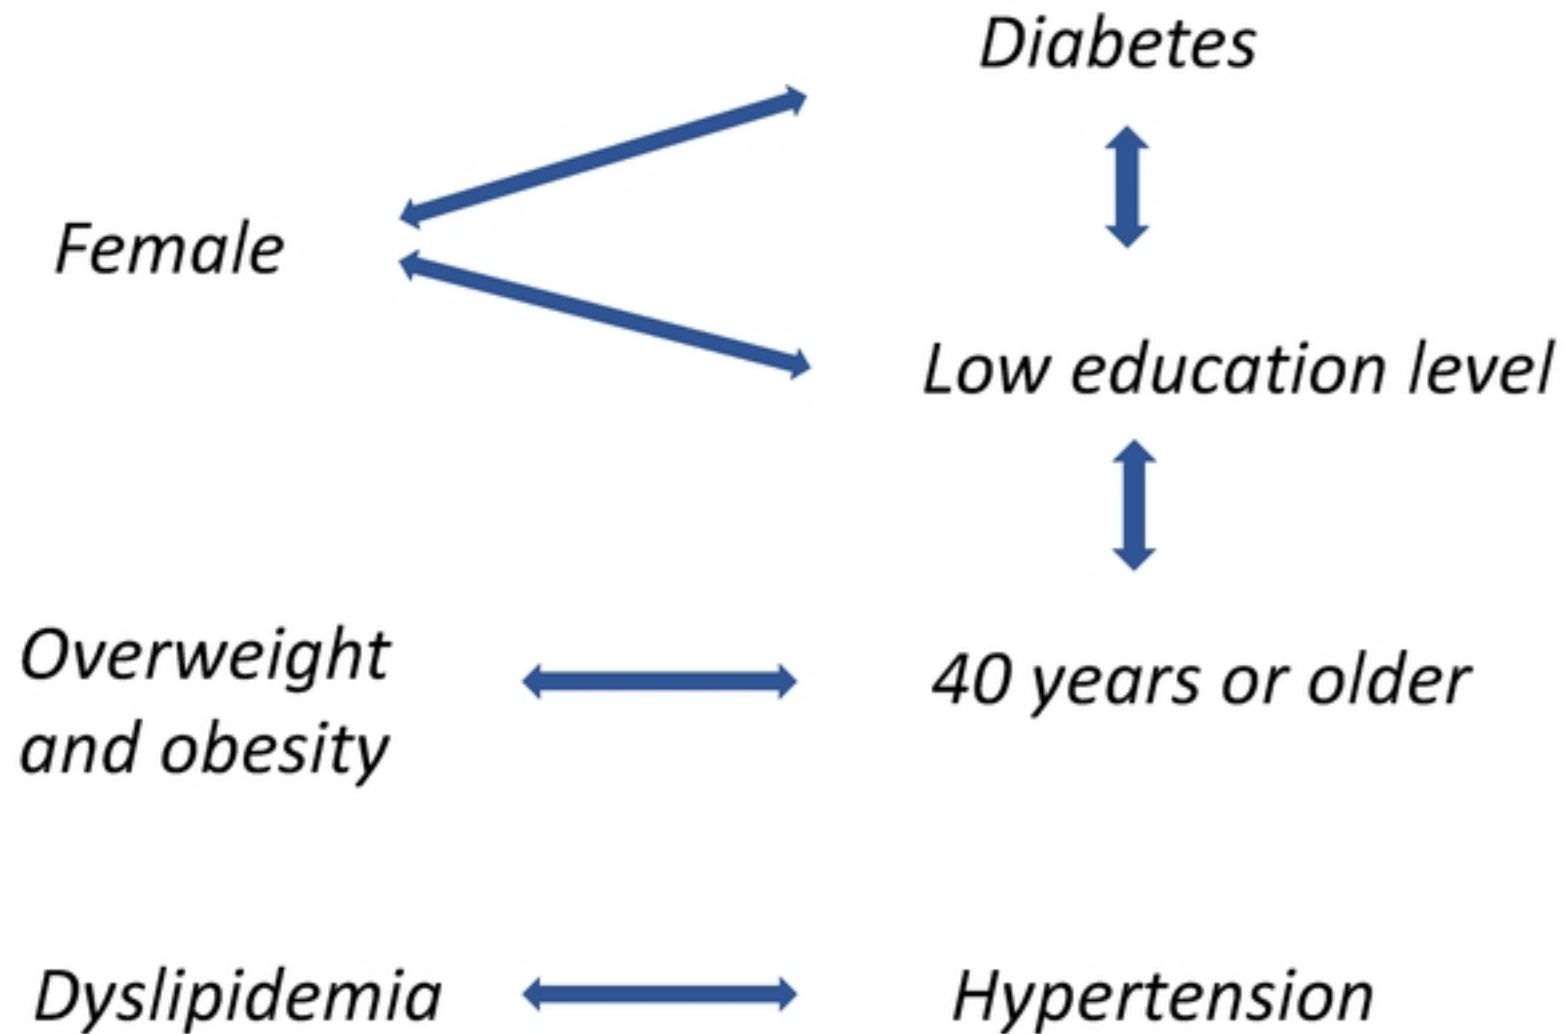 Diabetes
Female
Low education level
Overweight
and obesity
40 years or older
Dyslipidemia
Hypertension